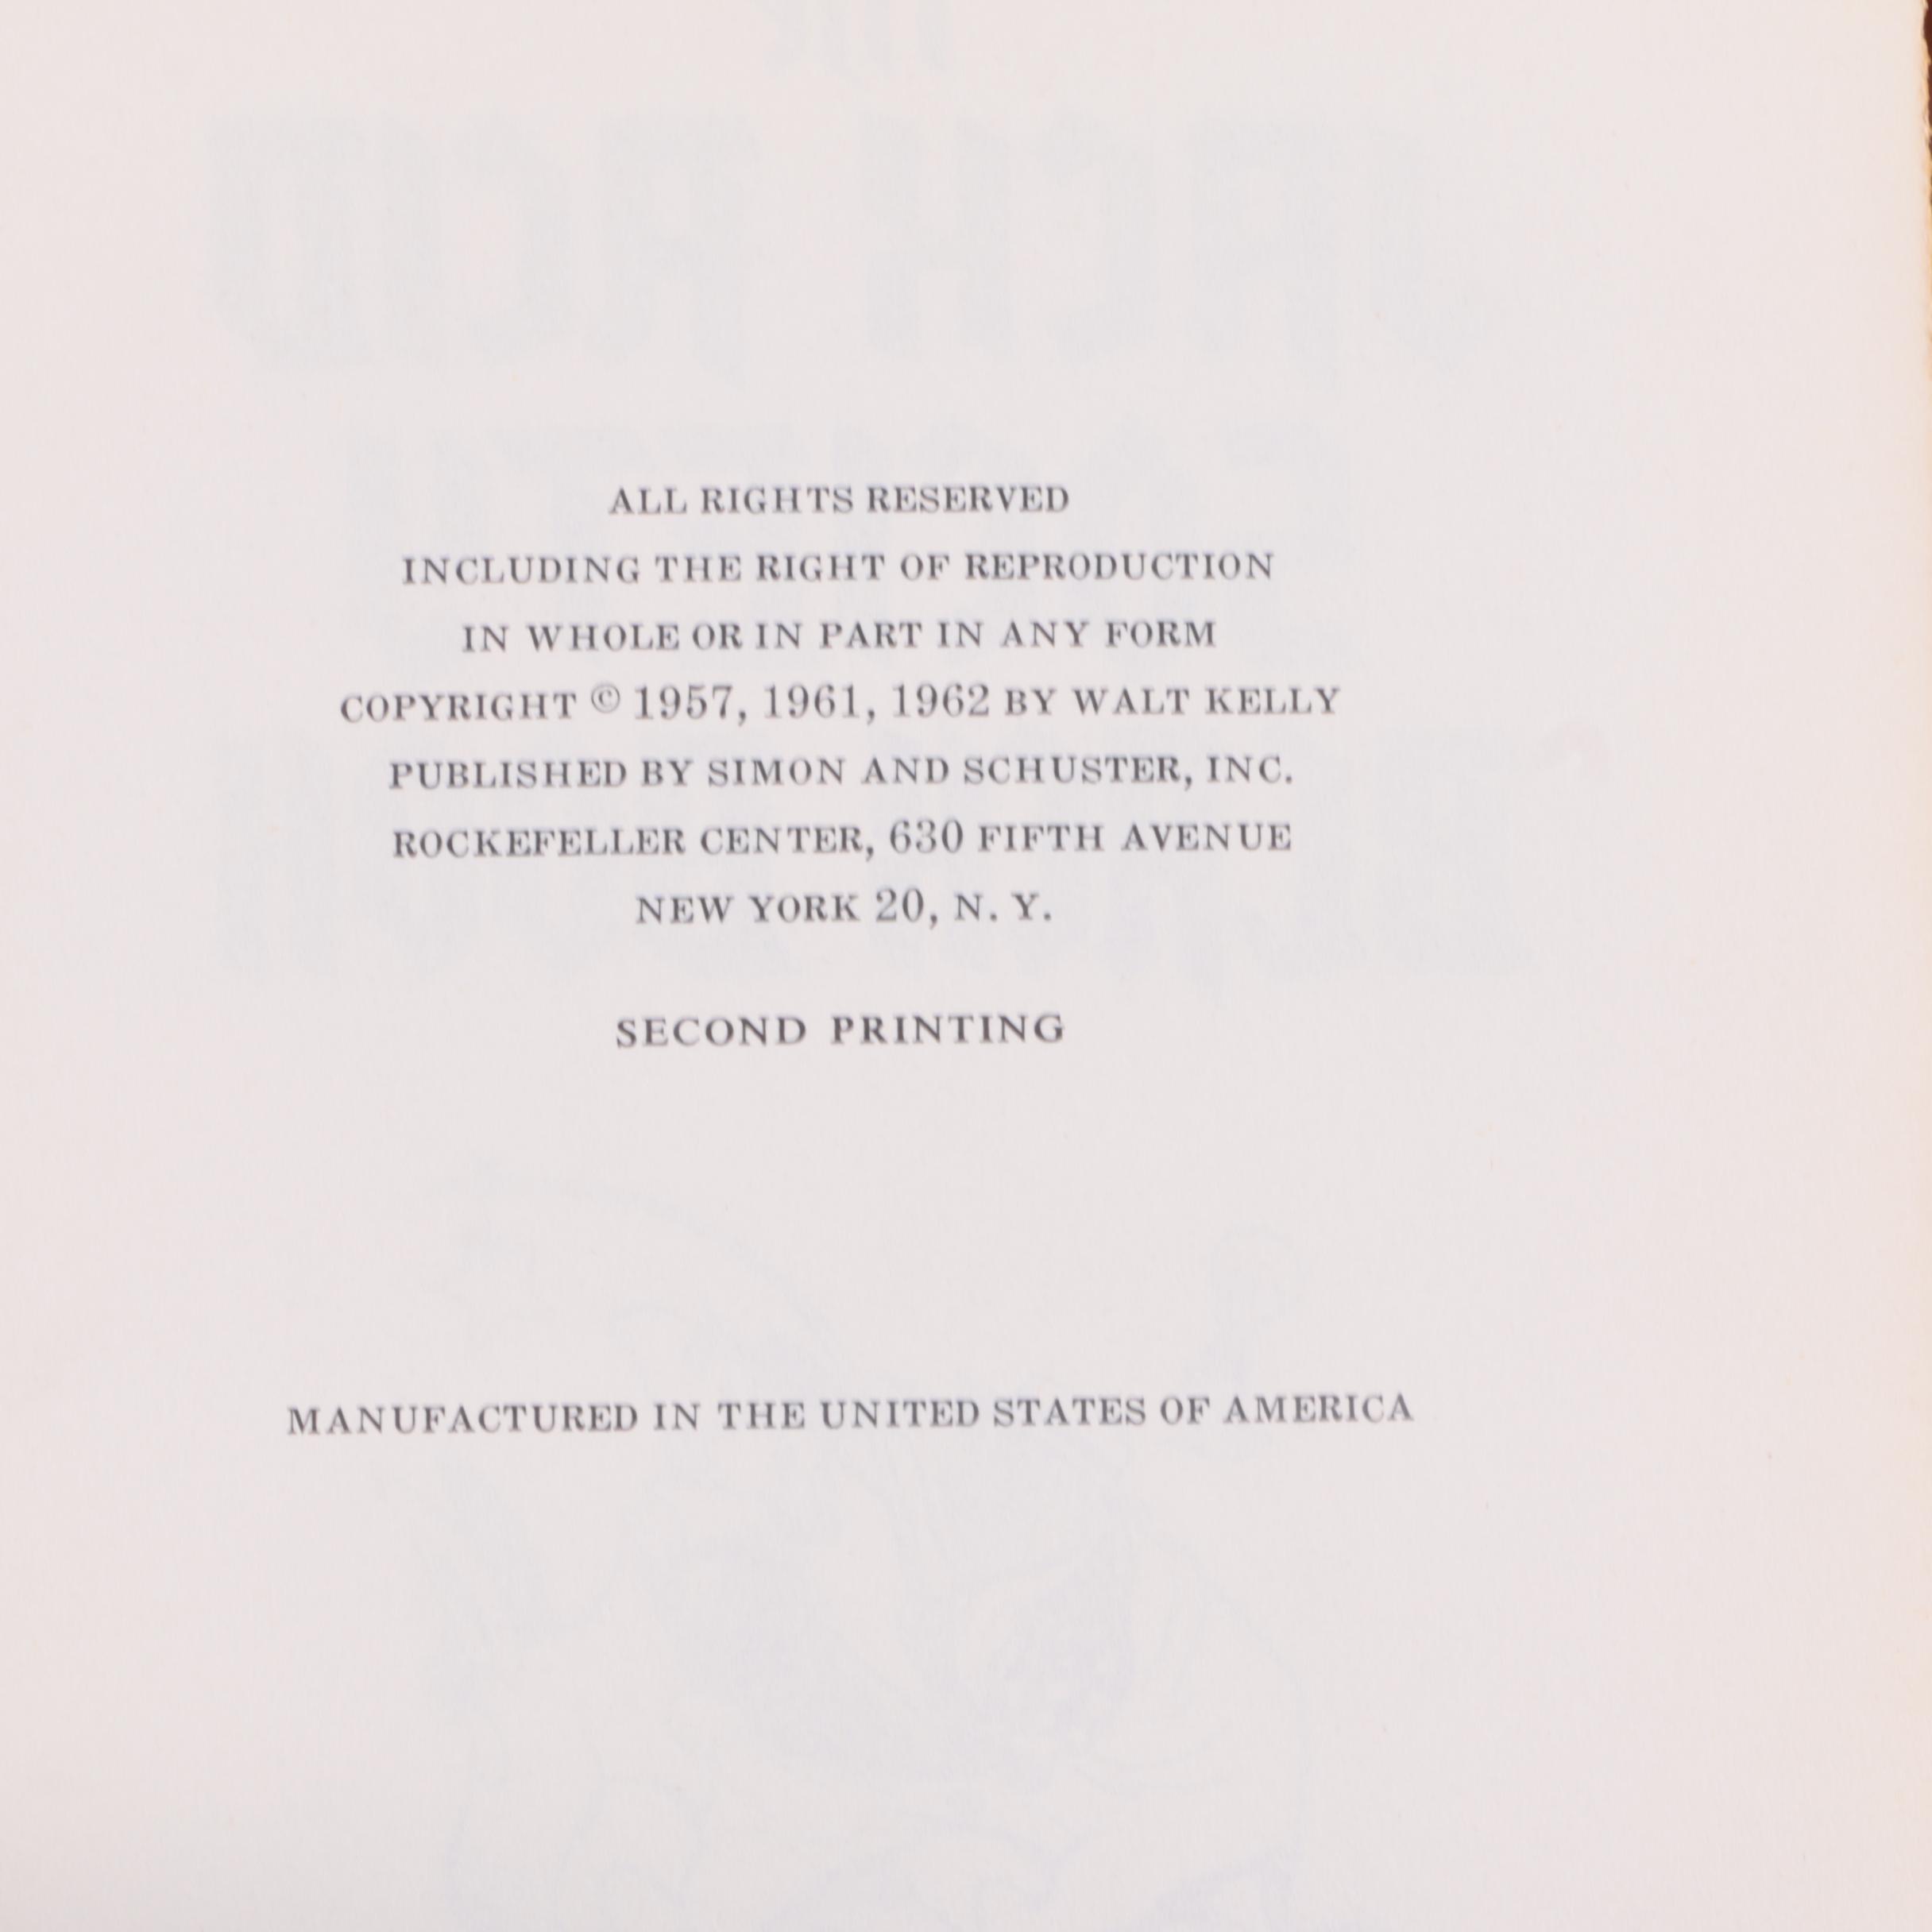 ALL RIGHTS RESERVED
INCLUDING THE RIGHT OF REPRODUCTION
IN WHOLE OR IN PART IN ANY FORM
COPYRIGHT © 1957, 1961, 1962 BY WALT KELLY
PUBLISHED BY SIMON AND SCHUSTER, INC.
ROCKEFELLER CENTER, 630 FIFTH AVENUE
NEW YORK 20, N. Y.
SECOND PRINTING
MANUFACTURED IN THE UNITED STATES OF AMERICA